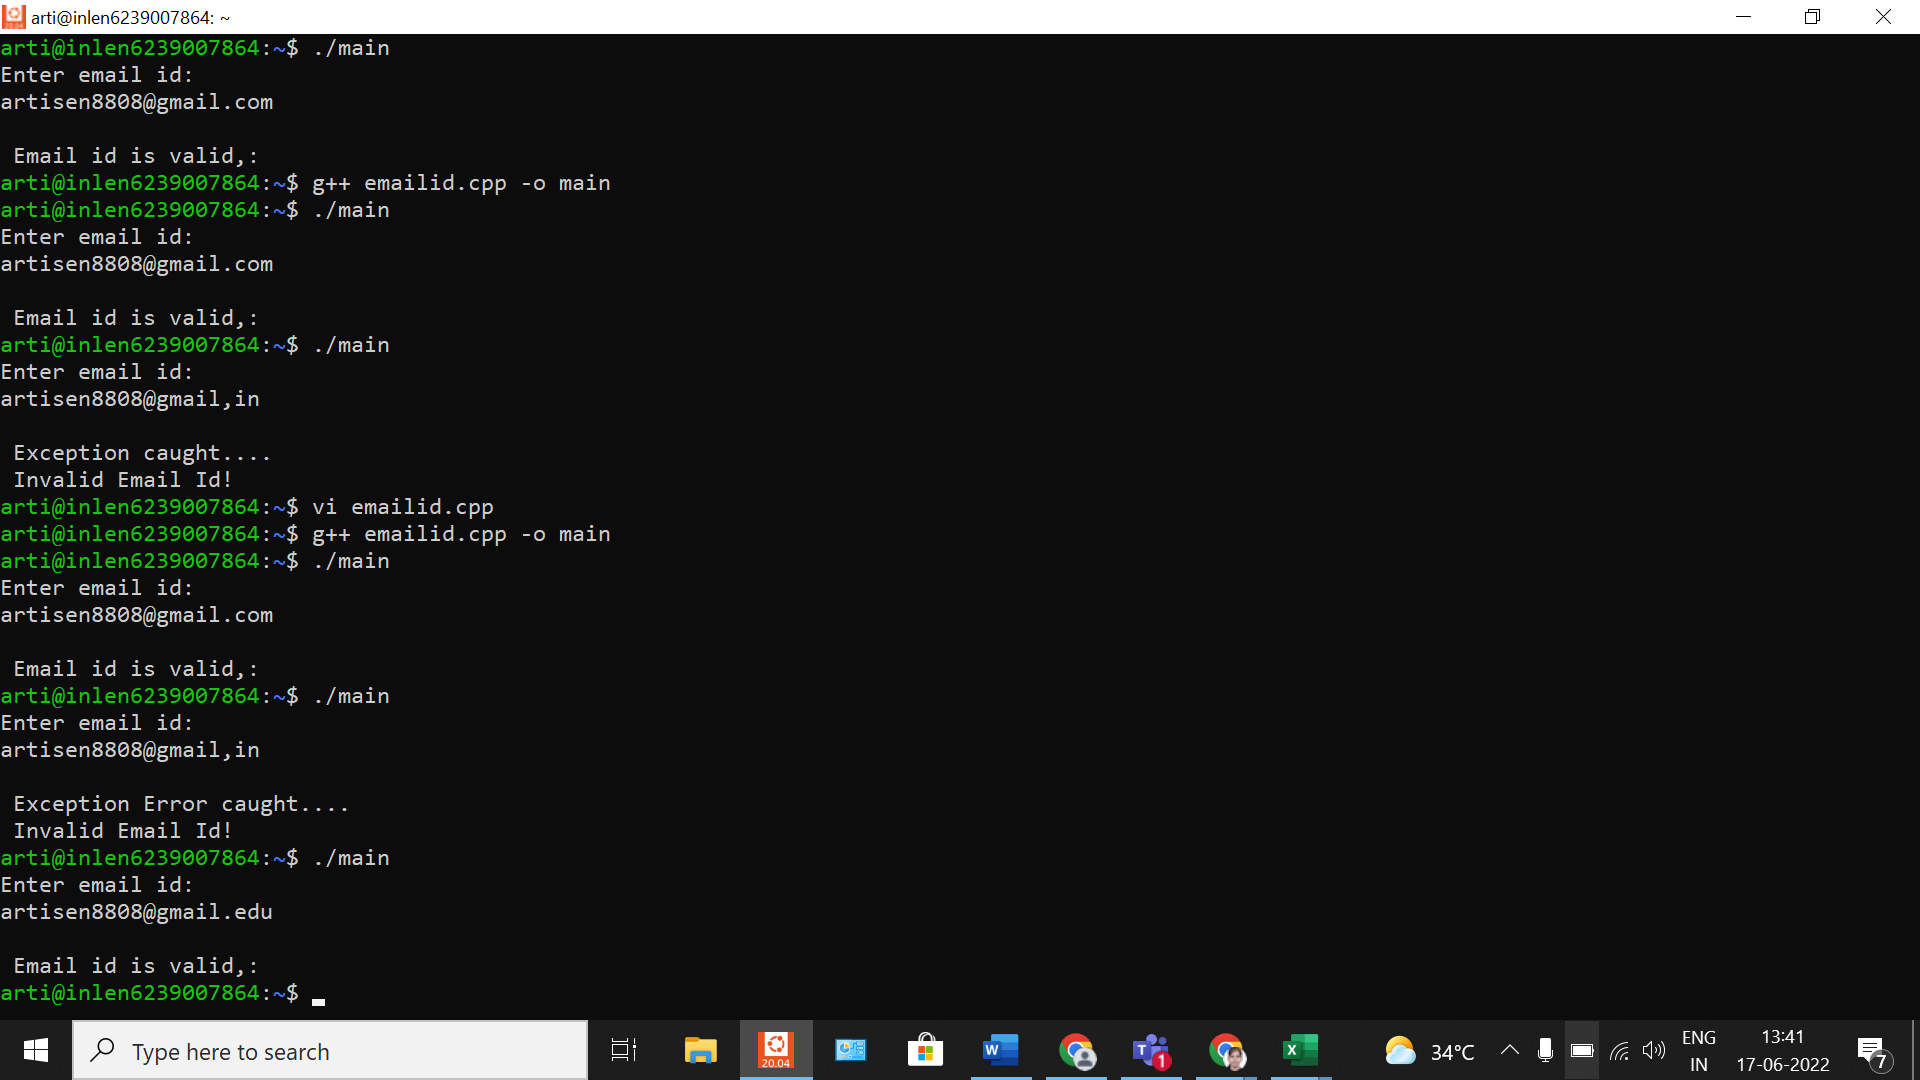 arti@inlen6239007864: ~
arti@inlen6239007864:~$ ./main
Enter email id:
artisen8808@gmail.com
Email id is valid,:
arti@inlen6239007864:~$ g++ emailid.cpp -o main
arti@inlen6239007864:~$ ./main
Enter email id:
artisen8808@gmail.com
Email id is valid,:
arti@inlen6239007864:~$ ./main
Enter email id:
artisen8808@gmail,in
Exception caught....
Invalid Email Id!
arti@inlen6239007864:~$ vi emailid.cpp
arti@inlen6239007864:~$ g++ emailid.cpp -o main
arti@inlen6239007864:~$ ./main
Enter email id:
artisen8808@gmail.com
Email id is valid,:
arti@inlen6239007864:~$ ./main
Enter email id:
artisen8808@gmail,in
Exception Error caught....
Invalid Email Id!
arti@inlen6239007864:~$ ./main
Enter email id:
artisen8808@gmail.edu
Email id is valid,:
arti@inlen6239007864:~$
Type here to search
20.04
W
T
1
X
34°C
ENG
IN
13:41
17-06-2022
7